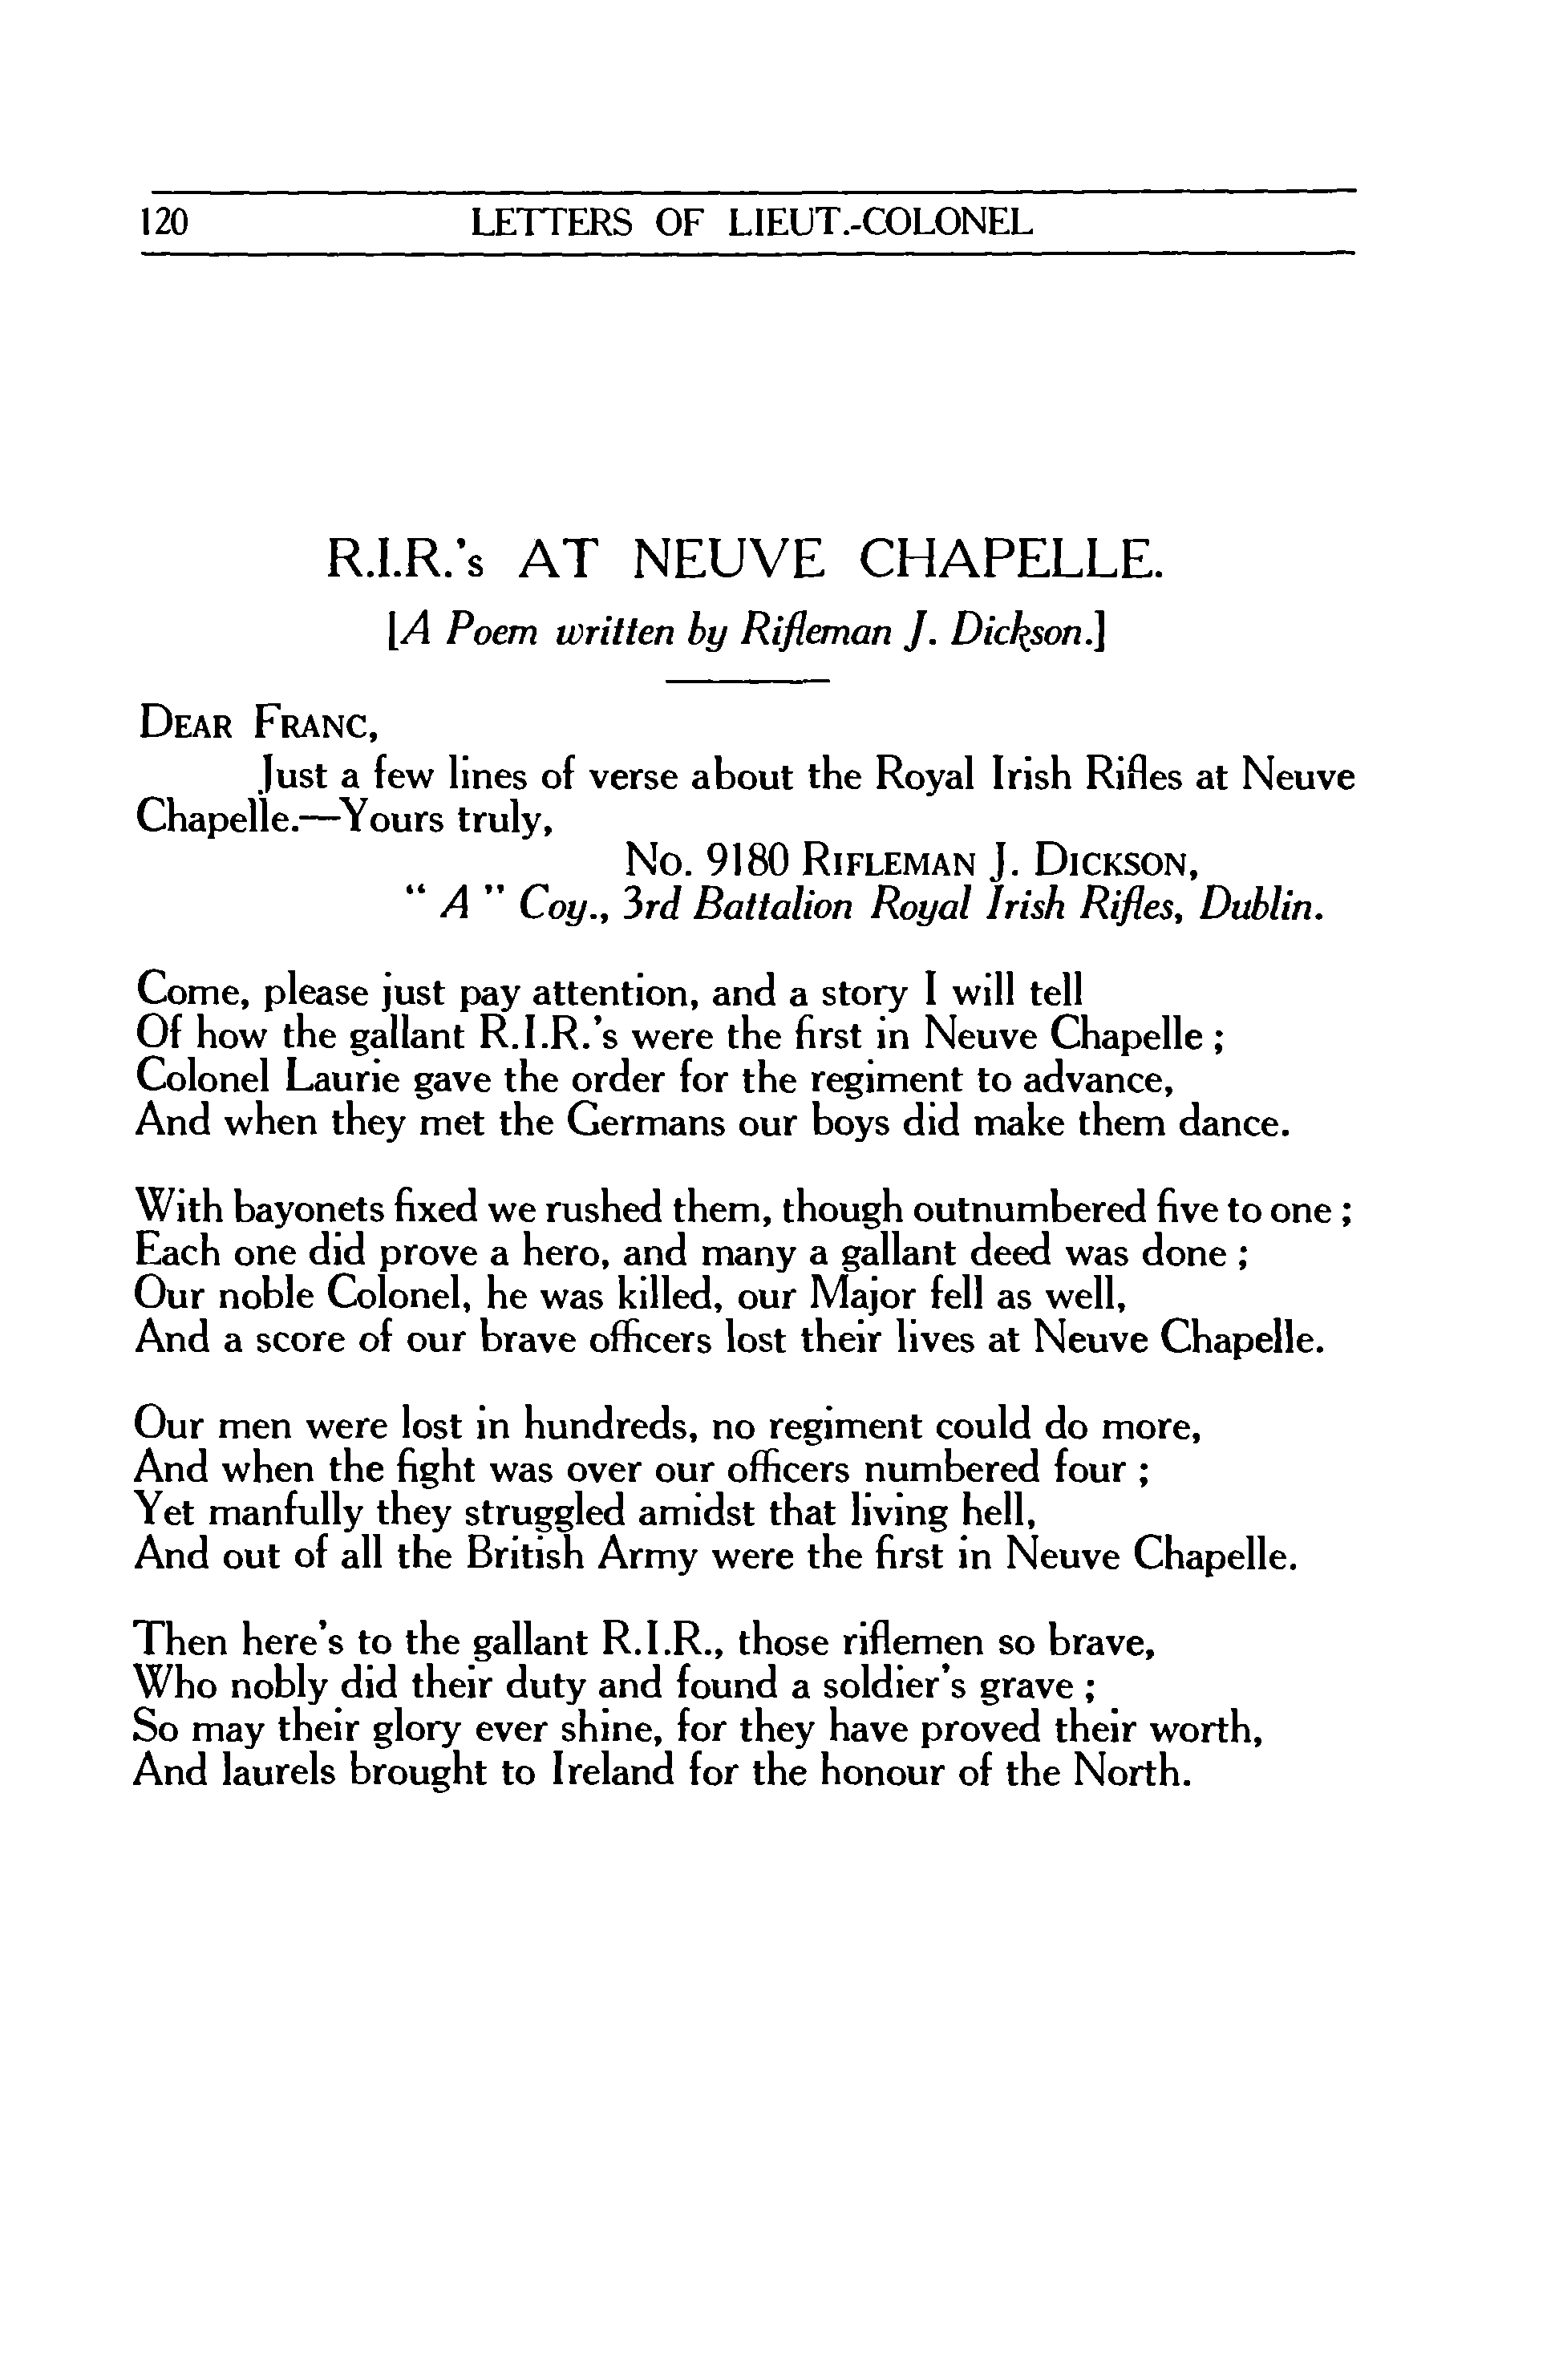 120 LETTERS OF LIEUT.-COLONEL
R.I.R.'s AT NEUVE CHAPELLE.
[A Poem written by Rifleman J. Dickson.]
DEAR FRANC,
Just a few lines of verse about the Royal Irish Rifles at Neuve
Chapelle.—Yours truly,
No. 9180 RIFLEMAN J. DICKSON,
" A " Coy., 3rd Battalion Royal Irish Rifles, Dublin.
Come, please just pay attention, and a story I will tell
Of how the gallant R.I.R.'s were the first in Neuve Chapelle ;
Colonel Laurie gave the order for the regiment to advance,
And when they met the Germans our boys did make them dance.
With bayonets fixed we rushed them, though outnumbered five to one ;
Each one did prove a hero, and many a gallant deed was done ;
Our noble Colonel, he was killed, our Major fell as well,
And a score of our brave officers lost their lives at Neuve Chapelle.
Our men were lost in hundreds, no regiment could do more,
And when the fight was over our officers numbered four ;
Yet manfully they struggled amidst that living hell,
And out of all the British Army were the first in Neuve Chapelle.
Then here's to the gallant R.I.R., those riflemen so brave,
Who nobly did their duty and found a soldier's grave ;
So may their glory ever shine, for they have proved their worth,
And laurels brought to Ireland for the honour of the North.